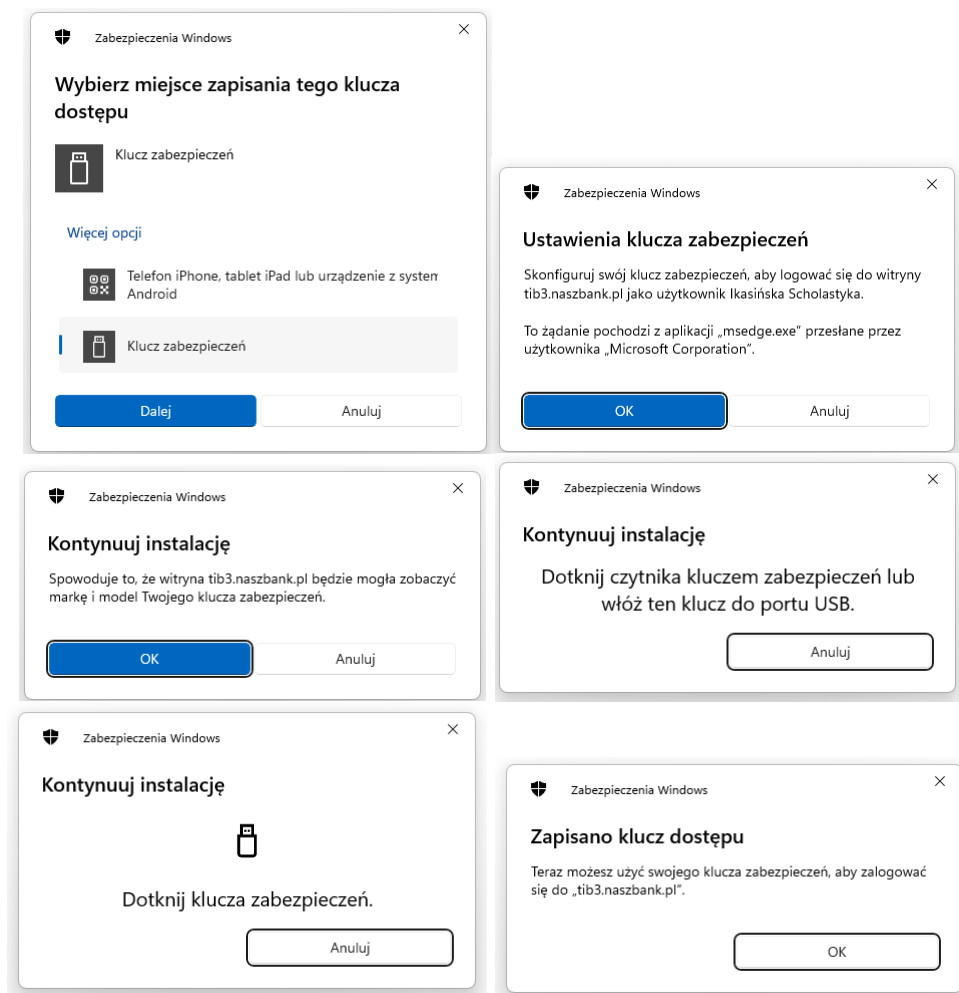 Zabezpieczenia Windows
Wybierz miejsce zapisania tego klucza
dostępu
Klucz zabezpieczeń
Więcej opcji
Telefon iPhone, tablet iPad lub urządzenie z system
Android
Klucz zabezpieczeń
Dalej
Anuluj
Zabezpieczenia Windows
Ustawienia klucza zabezpieczeń
Skonfiguruj swój klucz zabezpieczeń, aby logować się do witryny
tib3.naszbank.pl jako użytkownik Ikasińska Scholastyka.
To żądanie pochodzi z aplikacji „msedge.exe” przesłane przez
użytkownika „Microsoft Corporation”.
OK
Anuluj
Zabezpieczenia Windows
Kontynuuj instalację
Spowoduje to, że witryna tib3.naszbank.pl będzie mogła zobaczyć
markę i model Twojego klucza zabezpieczeń.
OK
Anuluj
Zabezpieczenia Windows
Kontynuuj instalację
Dotknij czytnika kluczem zabezpieczeń lub
włóż ten klucz do portu USB.
Anuluj
Zabezpieczenia Windows
Kontynuuj instalację
Dotknij klucza zabezpieczeń.
Anuluj
Zabezpieczenia Windows
Zapisano klucz dostępu
Teraz możesz użyć swojego klucza zabezpieczeń, aby zalogować
się do „tib3.naszbank.pl”.
OK